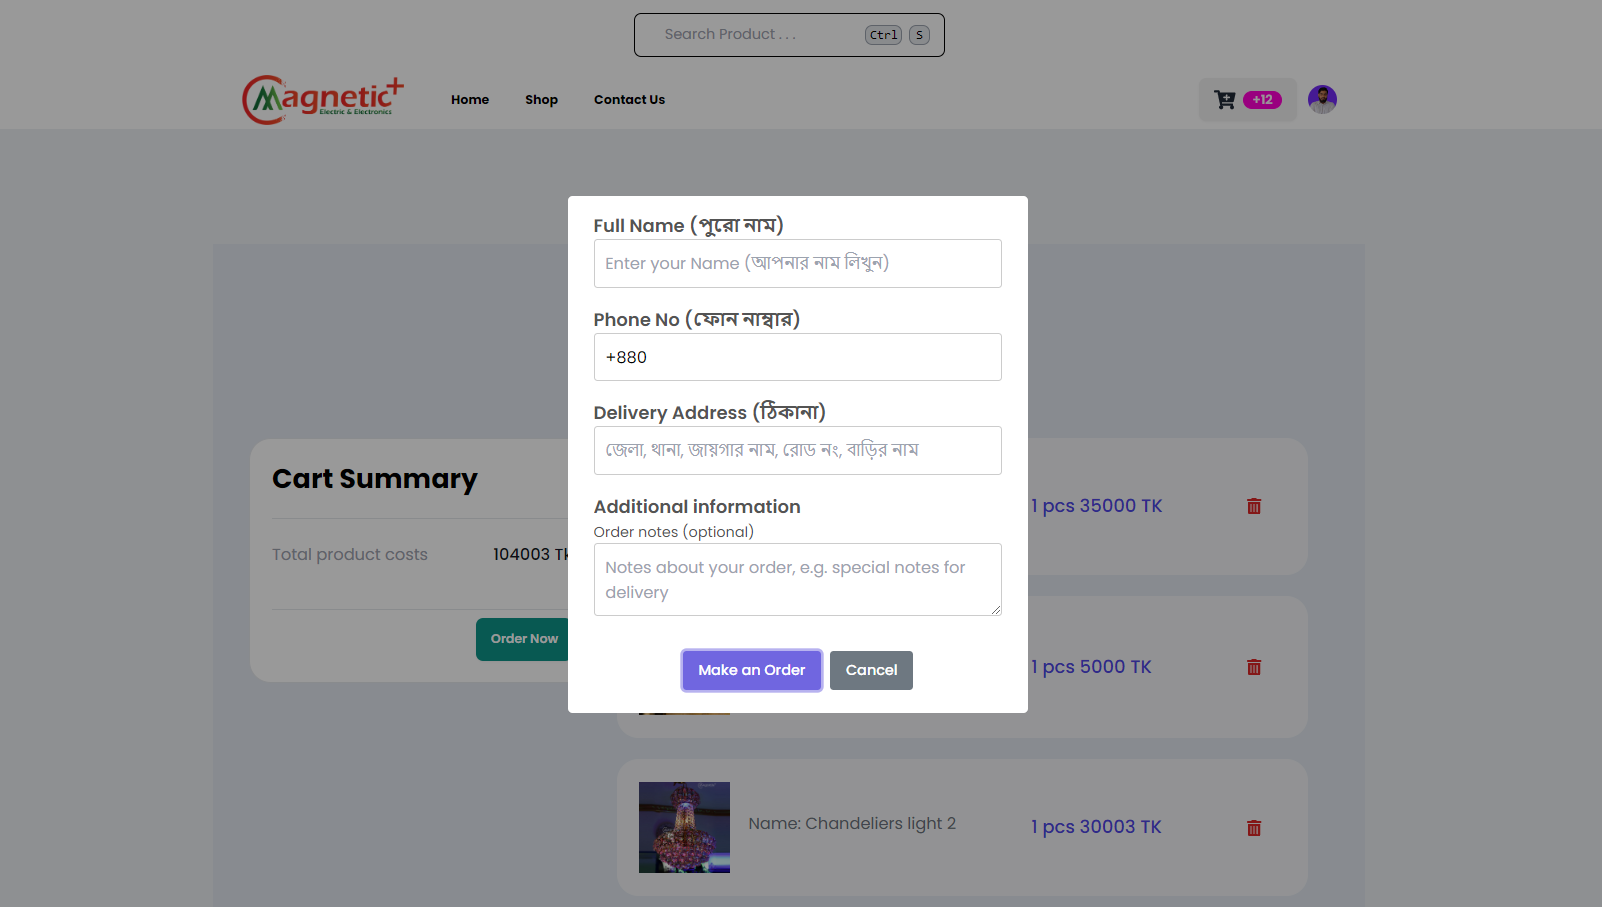 Search Product . . .
Ctrl S
Magnetic+
Electric & Electronics
Home
Shop
Contact Us
+12
Full Name (পুরো নাম)
Enter your Name (আপনার নাম লিখুন)
Phone No (ফোন নাম্বার)
+880
Delivery Address (ঠিকানা)
জেলা, থানা, জায়গার নাম, রোড নং, বাড়ির নাম
Additional information
Order notes (optional)
Notes about your order, e.g. special notes for
delivery
Make an Order
Cancel
Cart Summary
Total product costs
104003 Tk
Order Now
1 pcs 35000 TK
1 pcs 5000 TK
Name: Chandeliers light 2
1 pcs 30003 TK